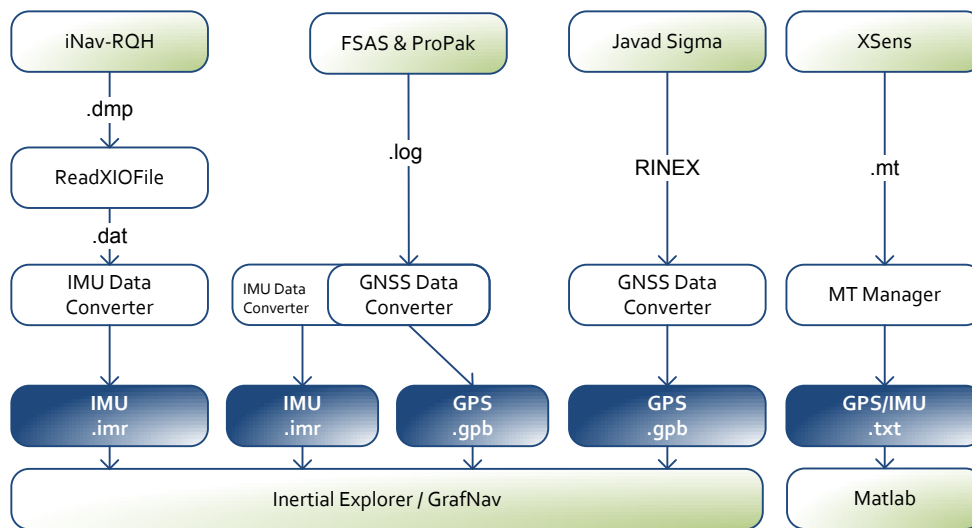 iNav-RQH
FSAS & ProPak
Javad Sigma
XSens
.dmp
.log
RINEX
.mt
ReadXIOFile
.dat
IMU Data
Converter
IMU Data
Converter
GNSS Data
Converter
GNSS Data
Converter
MT Manager
IMU
.imr
IMU
.imr
GPS
.gpb
GPS
.gpb
GPS/IMU
.txt
Inertial Explorer / GrafNav
Matlab